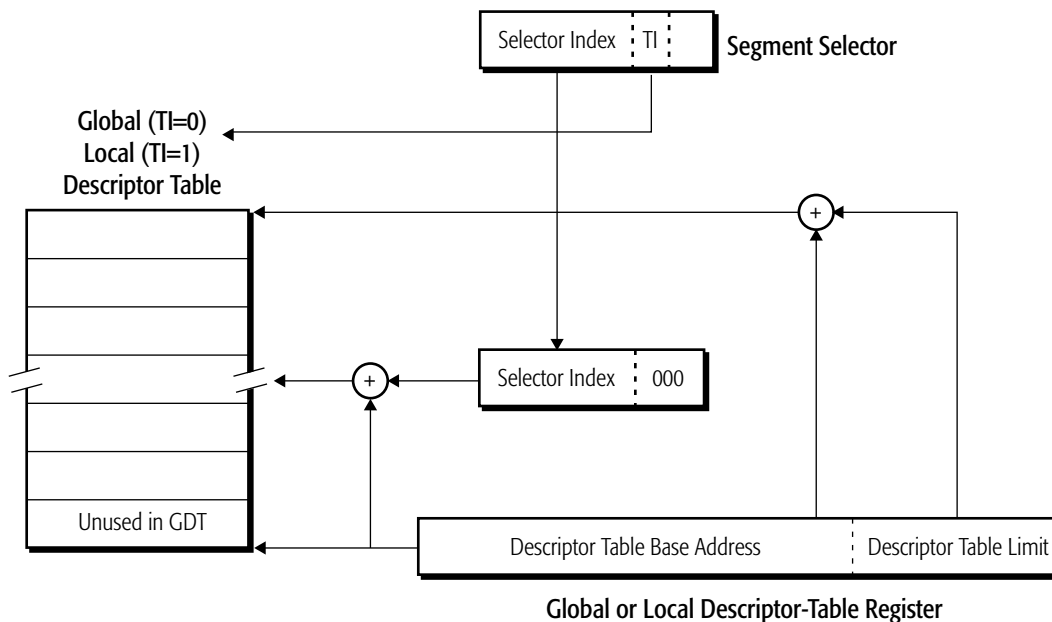 Selector Index TI
Segment Selector
Global (TI=0)
Local (TI=1)
Descriptor Table
+
+
Selector Index 000
Unused in GDT
Descriptor Table Base Address Descriptor Table Limit
Global or Local Descriptor-Table Register